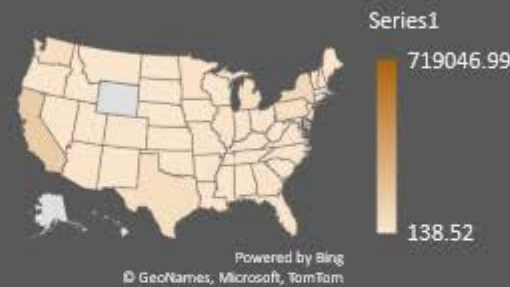 Series1
719046.99
138.52
Powered by Bing
© GeoNames, Microsoft, TomTom